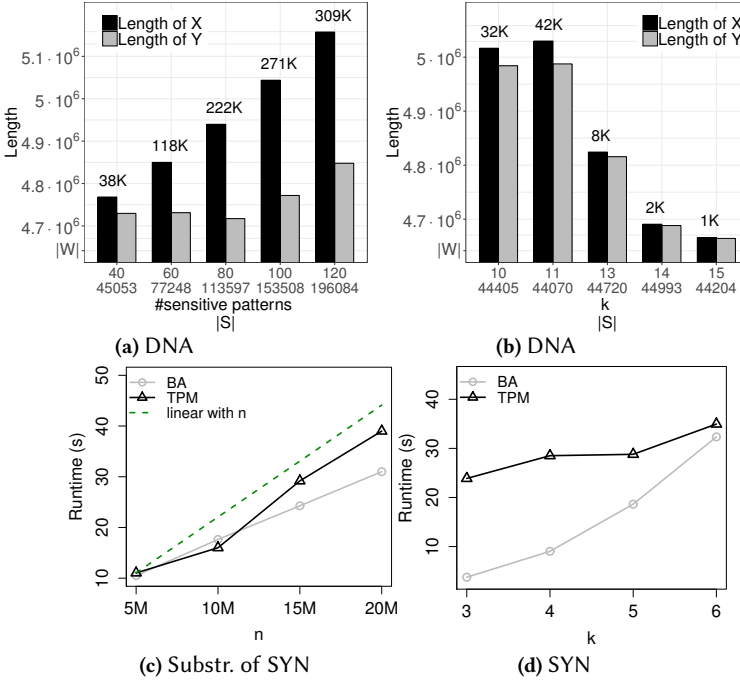 Length of X
Length of Y
309K
271K
222K
118K
38K
5.1 · 10^6
5 · 10^6
4.9 · 10^6
4.8 · 10^6
4.7 · 10^6
|W|
Length
40 60 80 100 120
45053 77248 113597 153508 196084
#sensitive patterns
|S|
(a) DNA
Length of X
Length of Y
32K 42K
8K
2K
1K
5 · 10^6
4.9 · 10^6
4.8 · 10^6
4.7 · 10^6
|W|
Length
10 11 13 14 15
44405 44070 44720 44993 44204
k
|S|
(b) DNA
BA
TPM
linear with n
50
40
30
20
10
Runtime (s)
5M 10M 15M 20M
n
(c) Substr. of SYN
BA
TPM
40
30
20
10
Runtime (s)
3 4 5 6
k
(d) SYN